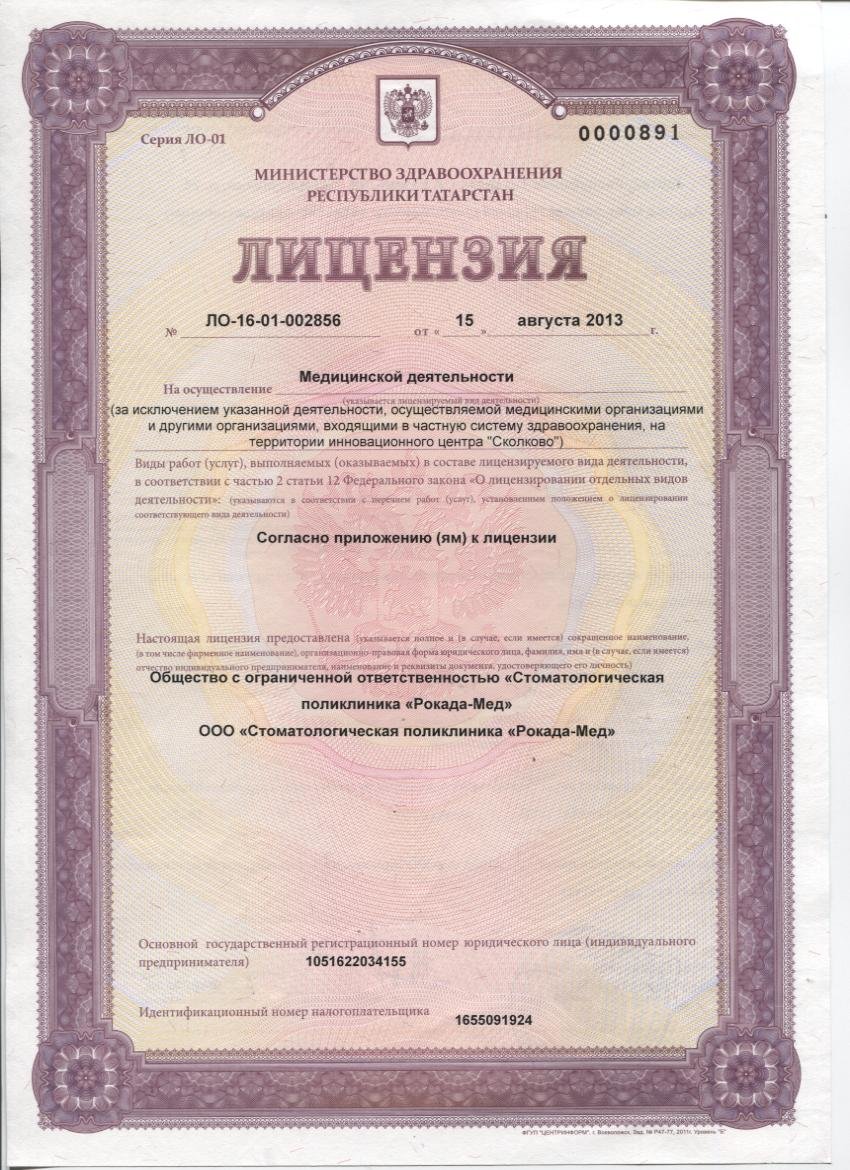 Серия ЛО-01
0000891
МИНИСТЕРСТВО ЗДРАВООХРАНЕНИЯ
РЕСПУБЛИКИ ТАТАРСТАН
ЛИЦЕНЗИЯ
№ ЛО-16-01-002856 от « 15 » августа 2013 г.
На осуществление Медицинской деятельности
(указывается лицензируемый вид деятельности)
(за исключением указанной деятельности, осуществляемой медицинскими организациями
и другими организациями, входящими в частную систему здравоохранения, на
территории инновационного центра "Сколково")
Виды работ (услуг), выполняемых (оказываемых) в составе лицензируемого вида деятельности,
в соответствии с частью 2 статьи 12 Федерального закона «О лицензировании отдельных видов
деятельности»: (указываются в соответствии с перечнем работ (услуг), установленным положением о лицензировании
соответствующего вида деятельности)
Согласно приложению (ям) к лицензии
Настоящая лицензия предоставлена (указывается полное и (в случае, если имеется) сокращенное наименование,
(в том числе фирменное наименование), организационно-правовая форма юридического лица, фамилия, имя и (в случае, если имеется)
отчество индивидуального предпринимателя, наименование и реквизиты документа, удостоверяющего его личность)
Общество с ограниченной ответственностью «Стоматологическая
поликлиника «Рокада-Мед»
ООО «Стоматологическая поликлиника «Рокада-Мед»
Основной государственный регистрационный номер юридического лица (индивидуального
предпринимателя) 1051622034155
Идентификационный номер налогоплательщика 1655091924
ФГУП "ЦЕНТРИНФОРМ", г. Всеволожск, Зад. № Р47-77, 2011г. Уровень "Б"